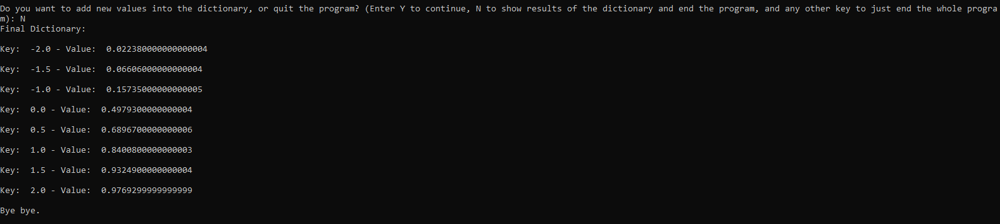 Do you want to add new values into the dictionary, or quit the program? (Enter Y to continue, N to show results of the dictionary and end the program, and any other key to just end the whole progra
m): N
Final Dictionary:
Key:  -2.0 - Value:  0.022380000000000004
Key:  -1.5 - Value:  0.06606000000000004
Key:  -1.0 - Value:  0.15735000000000005
Key:  0.0 - Value:  0.4979300000000004
Key:  0.5 - Value:  0.6896700000000006
Key:  1.0 - Value:  0.8400800000000003
Key:  1.5 - Value:  0.9324900000000004
Key:  2.0 - Value:  0.9769299999999999
Bye bye.